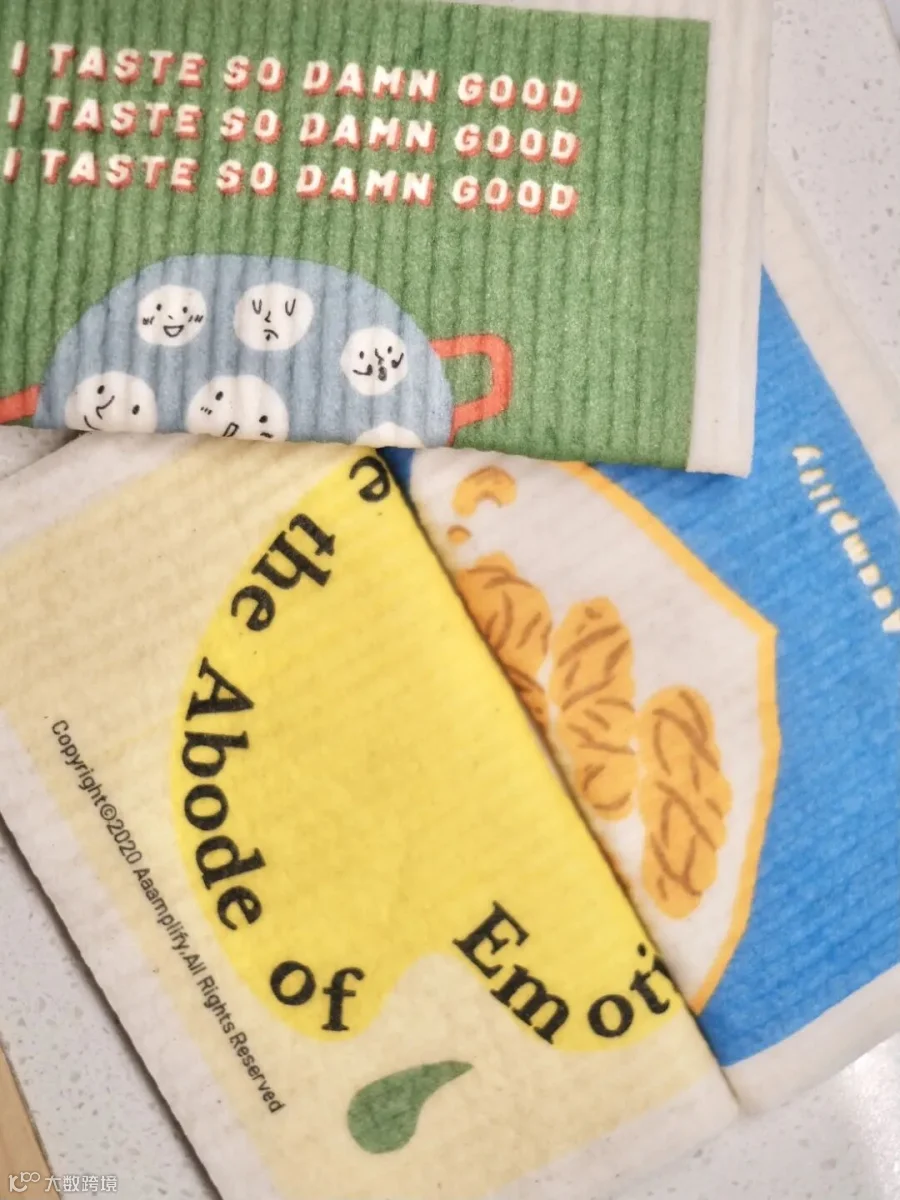 I TASTE SO DAMN GOOD
I TASTE SO DAMN GOOD
I TASTE SO DAMN GOOD
Aaamplify
e the Abode of Emoti
Copyright©2020 Aaamplify,All Rights Reserved
大数跨境